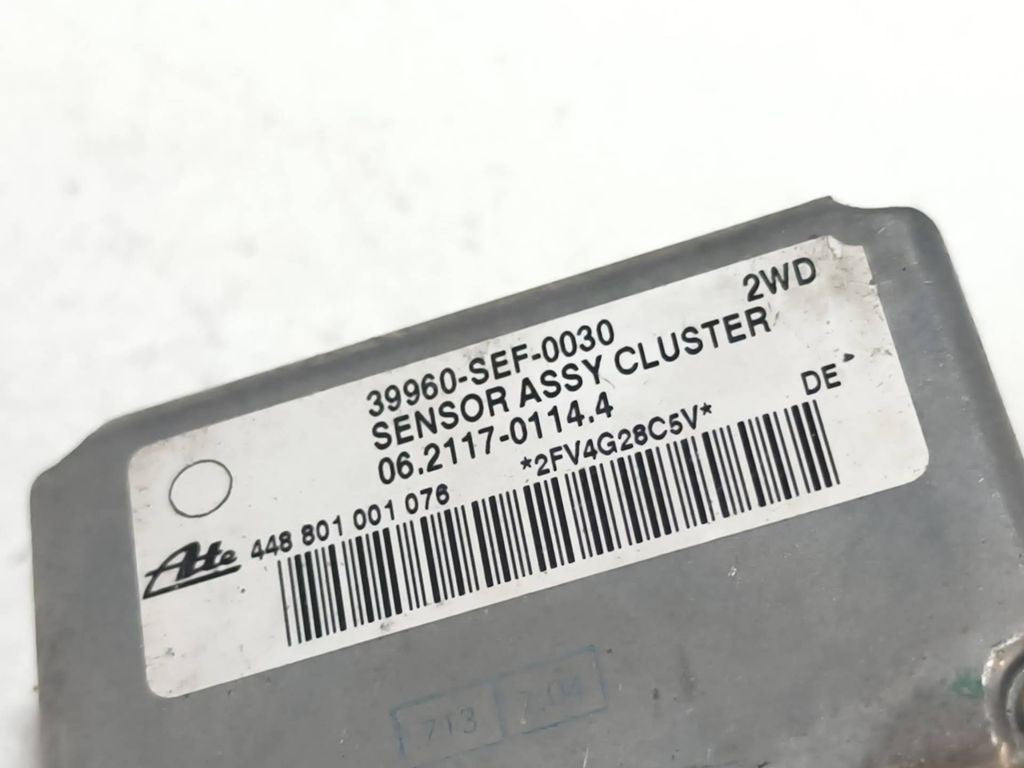 2WD
39960-SEF-0030
SENSOR ASSY CLUSTER
06.2117-0114.4
DE
*2FV4G28C5V*
Ate 448 801 001 076
713